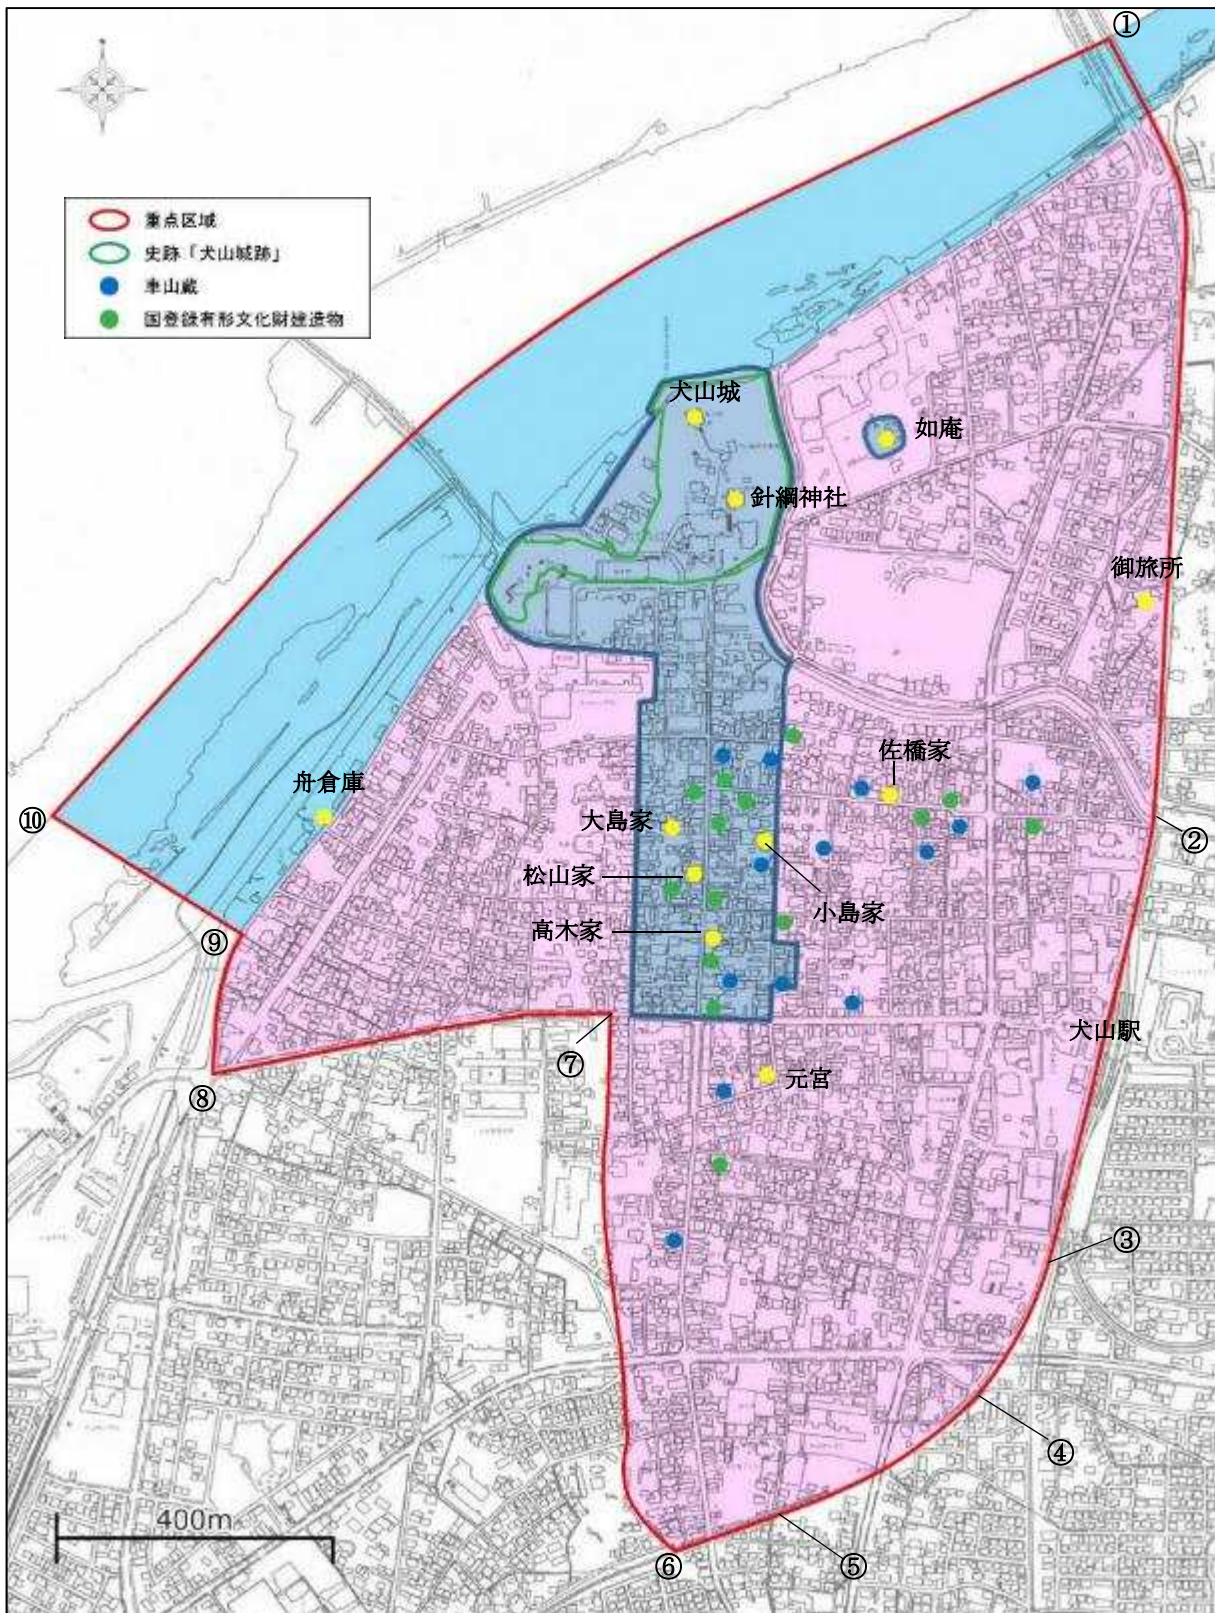 ①
重点区域
史跡「犬山城跡」
車山蔵
国登録有形文化財建造物
犬山城
如庵
針綱神社
御旅所
佐橋家
舟倉庫
⑩
大島家
②
松山家
小島家
高木家
⑨
犬山駅
⑦
元宮
⑧
③
④
400m
⑥
⑤